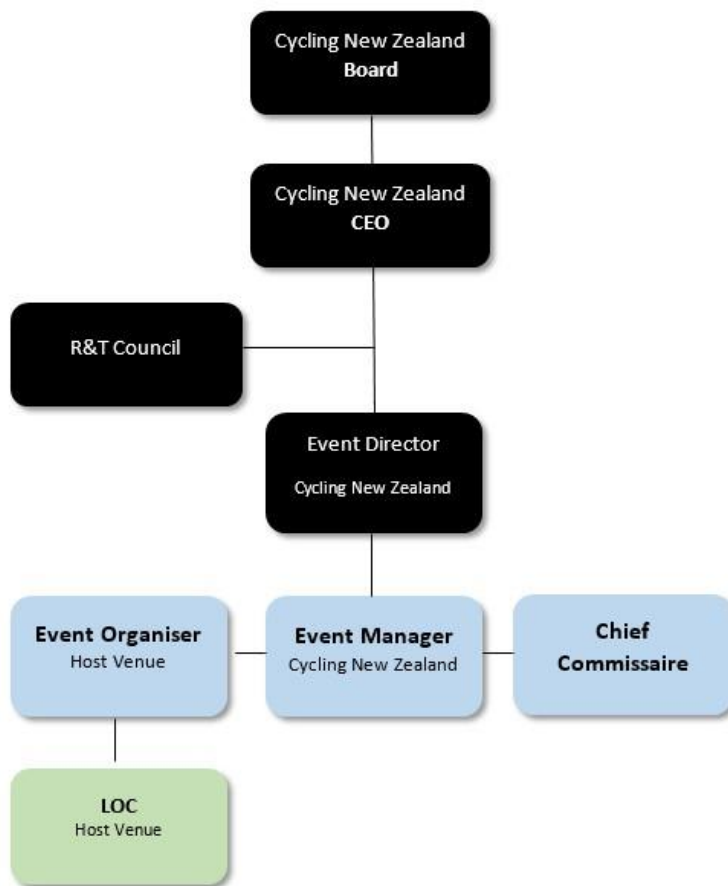 Cycling New Zealand
Board
Cycling New Zealand
CEO
R&T Council
Event Director
Cycling New Zealand
Event Organiser
Host Venue
Event Manager
Cycling New Zealand
Chief
Commissaire
LOC
Host Venue